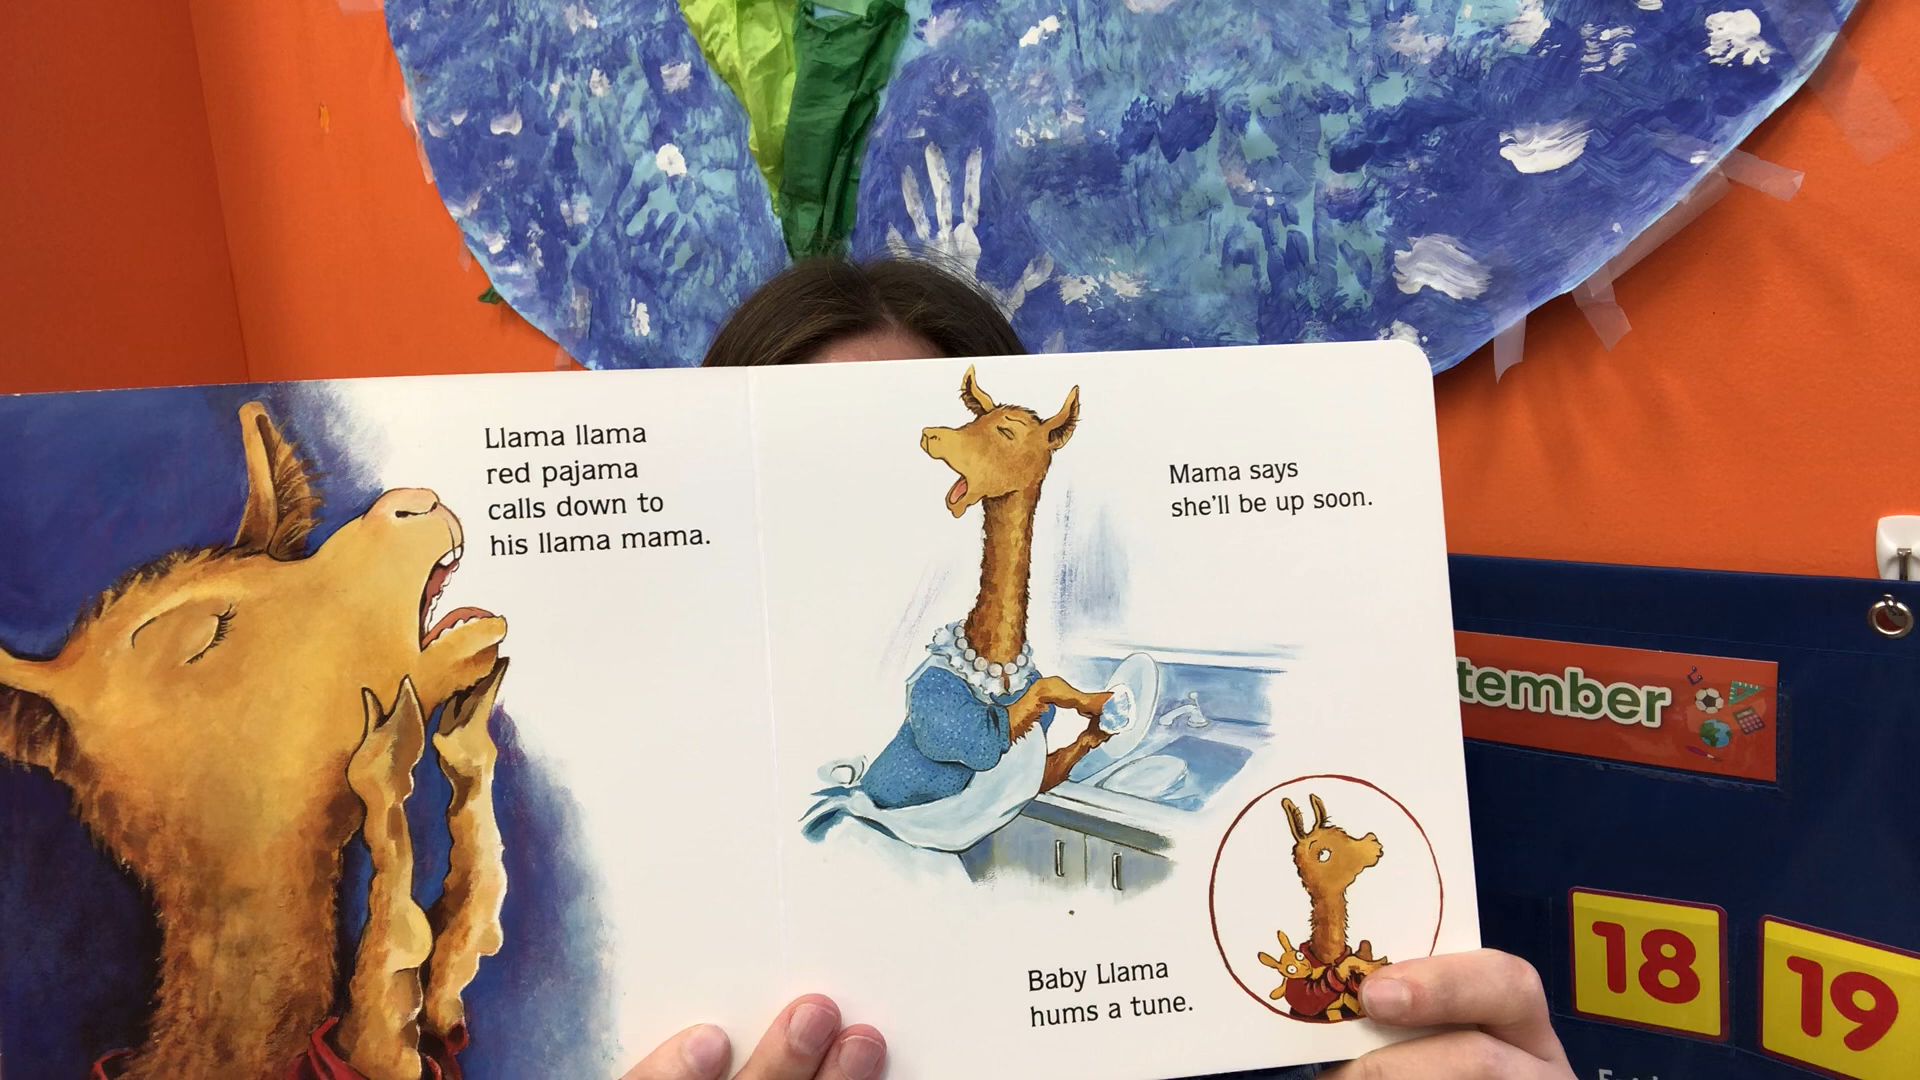 Llama llama
red pajama
calls down to
his llama mama.
Mama says
she'll be up soon.
Baby Llama
hums a tune.
tember
18
19